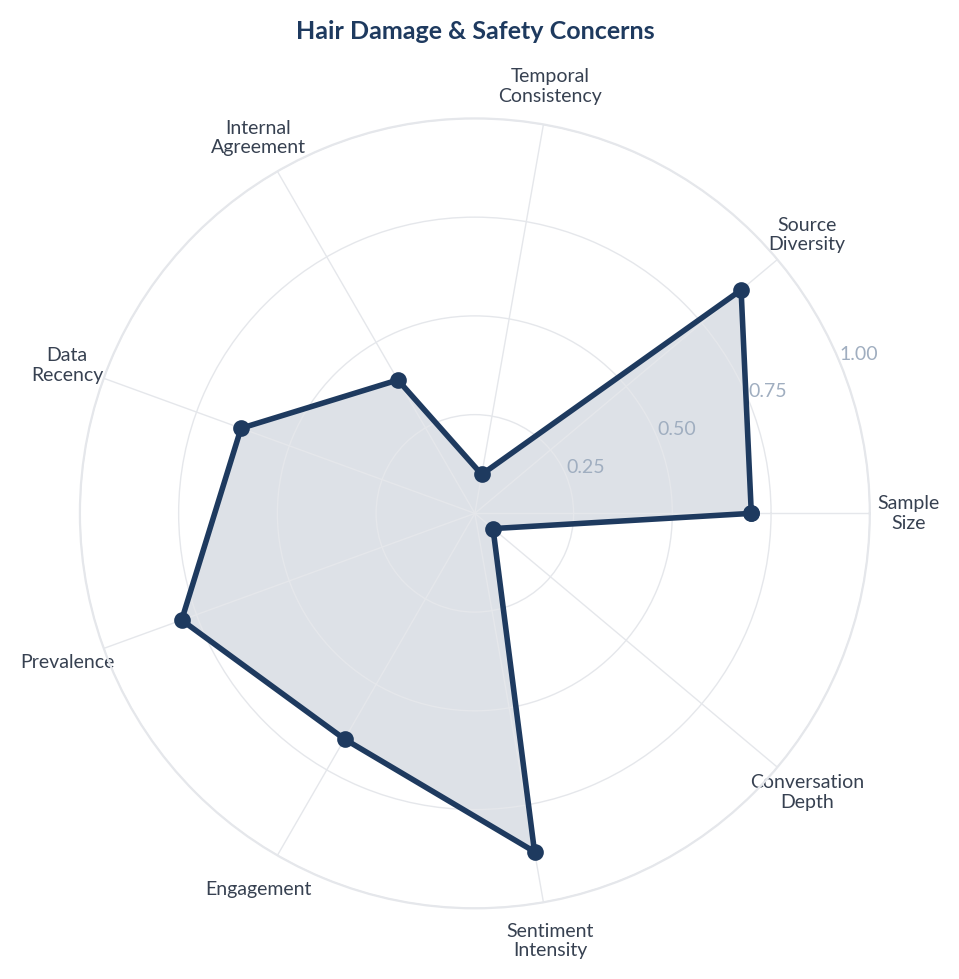 Hair Damage & Safety Concerns
Temporal
Consistency
Internal
Agreement
Source
Diversity
Data
Recency
1.00
0.75
0.50
0.25
Sample
Size
Prevalence
Conversation
Depth
Engagement
Sentiment
Intensity